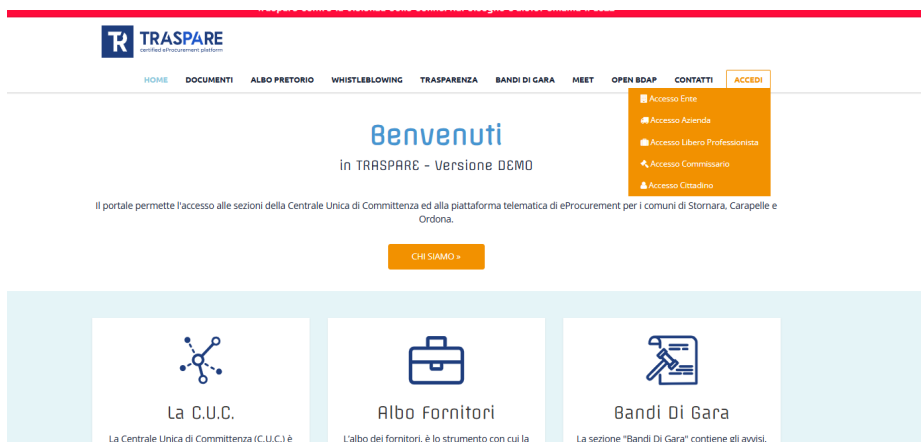 TRASPARE
certified eProcurement platform
HOME DOCUMENTI ALBO PRETORIO WHISTLEBLOWING TRASPARENZA BANDI DI GARA MEET OPEN BDAP CONTATTI ACCEDI
Accesso Ente
Accesso Azienda
Accesso Libero Professionista
Accesso Commissario
Accesso Cittadino
Benvenuti
in TRASPARE - Versione DEMO
Il portale permette l'accesso alle sezioni della Centrale Unica di Committenza ed alla piattaforma telematica di eProcurement per i comuni di Stornara, Carapelle e
Ordona.
CHI SIAMO »
La C.U.C.
La Centrale Unica di Committenza (C.U.C.) è
Albo Fornitori
L'albo dei fornitori, è lo strumento con cui la
Bandi Di Gara
La sezione "Bandi Di Gara" contiene gli avvisi,